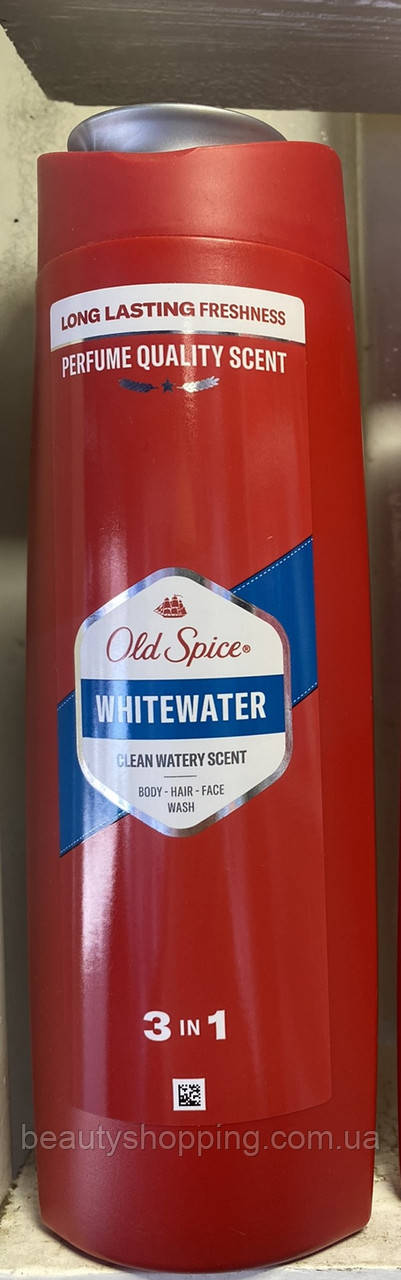 LONG LASTING FRESHNESS
PERFUME QUALITY SCENT
Old Spice®
WHITEWATER
CLEAN WATERY SCENT
BODY - HAIR - FACE
WASH
3 IN 1
beautyshopping.com.ua